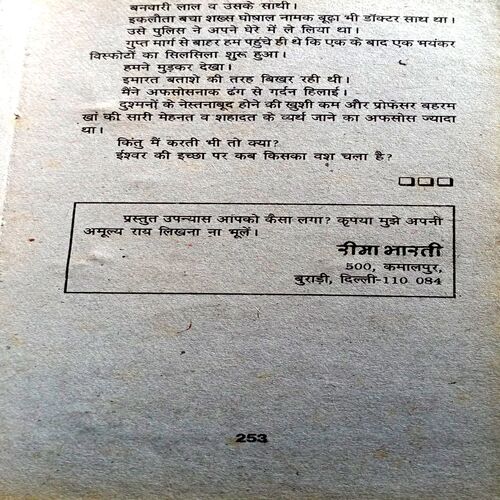 बनवारी लाल व उसके साथी।
इकलौता बचा शख्स घोषाल नामक बूढ़ा भी डॉक्टर साथ था।
उसे पुलिस ने अपने घेरे में ले लिया था।
गुप्त मार्ग से बाहर हम पहुंचे ही थे कि एक के बाद एक भयंकर
विस्फोटों का सिलसिला शुरू हुआ।
हमने मुड़कर देखा।
इमारत बताशे की तरह बिखर रही थी।
मैंने अफसोसनाक ढंग से गर्दन हिलाई।
दुश्मनों के नेस्तनाबूद होने की खुशी कम और प्रोफेसर बहरम
खां की सारी मेहनत व शहादत के व्यर्थ जाने का अफसोस ज्यादा
था।
किंतु मैं करती भी तो क्या?
ईश्वर की इच्छा पर कब किसका वश चला है?
प्रस्तुत उपन्यास आपको कैसा लगा? कृपया मुझे अपनी
अमूल्य राय लिखना ना भूलें।
रीमा भारती
500, कमालपुर,
बुराड़ी, दिल्ली-110 084
253